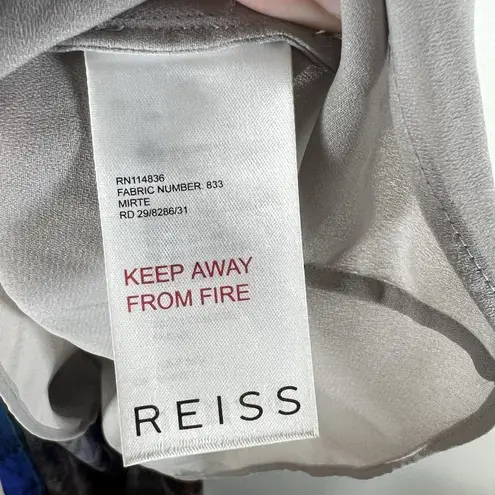 RN114836
FABRIC NUMBER: 833
MIRTE
RD 29/8286/31
KEEP AWAY
FROM FIRE
REISS